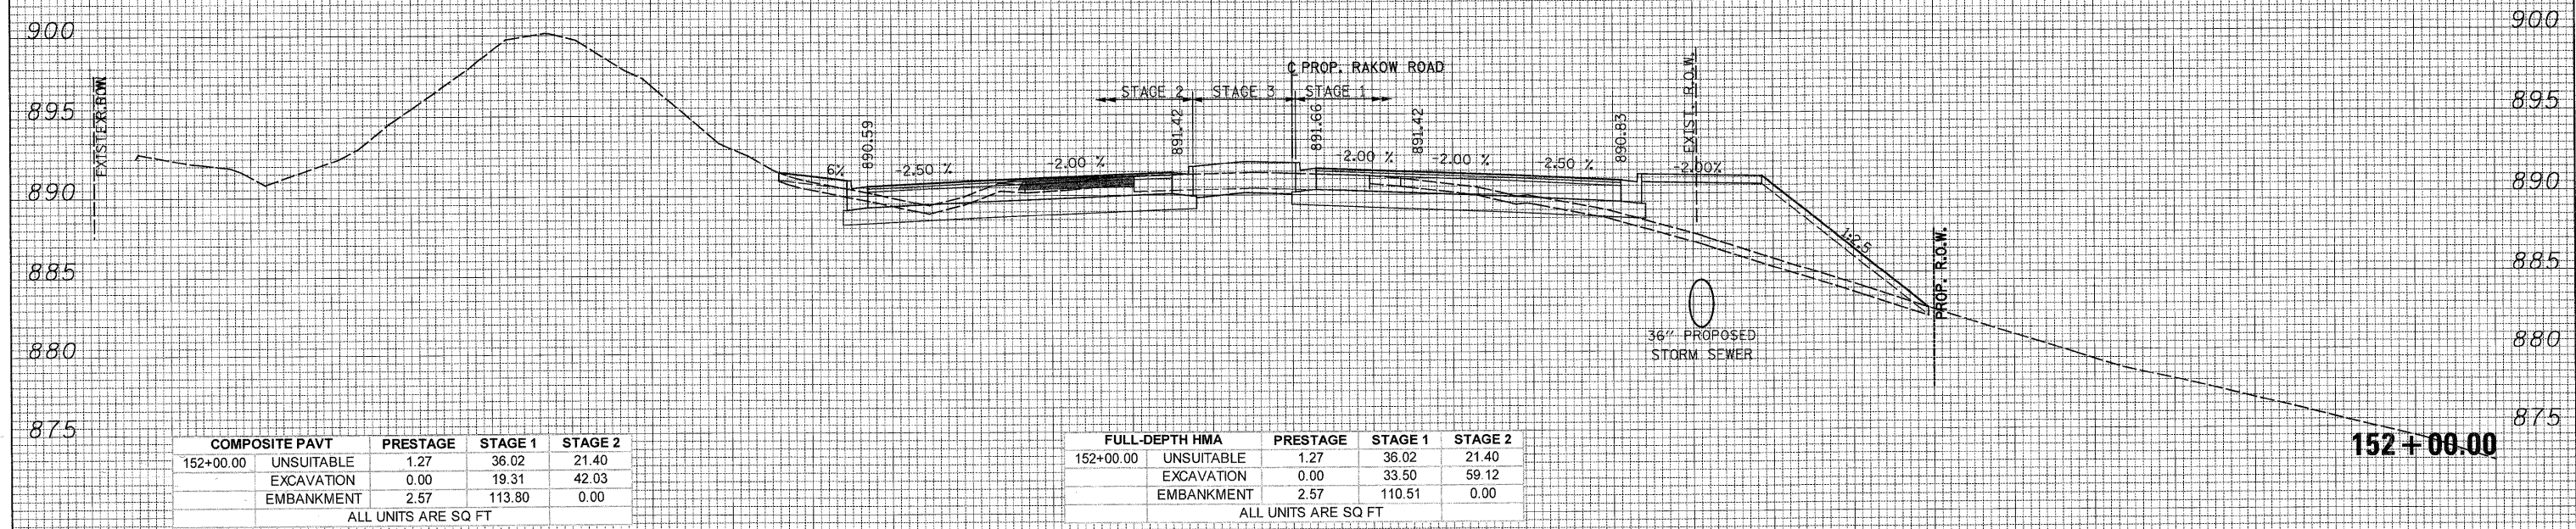 900
900
℄ PROP. RAKOW ROAD
STAGE 2
STAGE 3
STAGE 1
895
895
EXIST. R.O.W.
890.59
891.42
891.66
891.42
890.83
6%
-2.50 %
-2.00 %
-2.00 %
-2.00 %
-2.50 %
-2.00%
890
890
1:2.5
PROP. R.O.W.
885
885
36" PROPOSED
STORM SEWER
880
880
875
875
152+00.00
COMPOSITE PAVT PRESTAGE STAGE 1 STAGE 2
152+00.00 UNSUITABLE 1.27 36.02 21.40
EXCAVATION 0.00 19.31 42.03
EMBANKMENT 2.57 113.80 0.00
ALL UNITS ARE SQ FT
FULL-DEPTH HMA PRESTAGE STAGE 1 STAGE 2
152+00.00 UNSUITABLE 1.27 36.02 21.40
EXCAVATION 0.00 33.50 59.12
EMBANKMENT 2.57 110.51 0.00
ALL UNITS ARE SQ FT